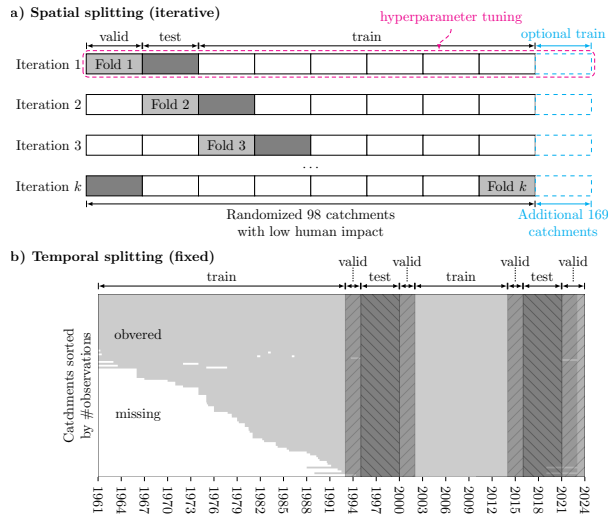 a) Spatial splitting (iterative)
hyperparameter tuning
valid test train optional train
Iteration 1 Fold 1
Iteration 2 Fold 2
Iteration 3 Fold 3
...
Iteration k Fold k
Randomized 98 catchments
with low human impact
Additional 169
catchments
b) Temporal splitting (fixed)
valid valid valid valid
train test train test
Catchments sorted
by #observations
obvered
missing
1961 1964 1967 1970 1973 1976 1979 1982 1985 1988 1991 1994 1997 2000 2003 2006 2009 2012 2015 2018 2021 2024